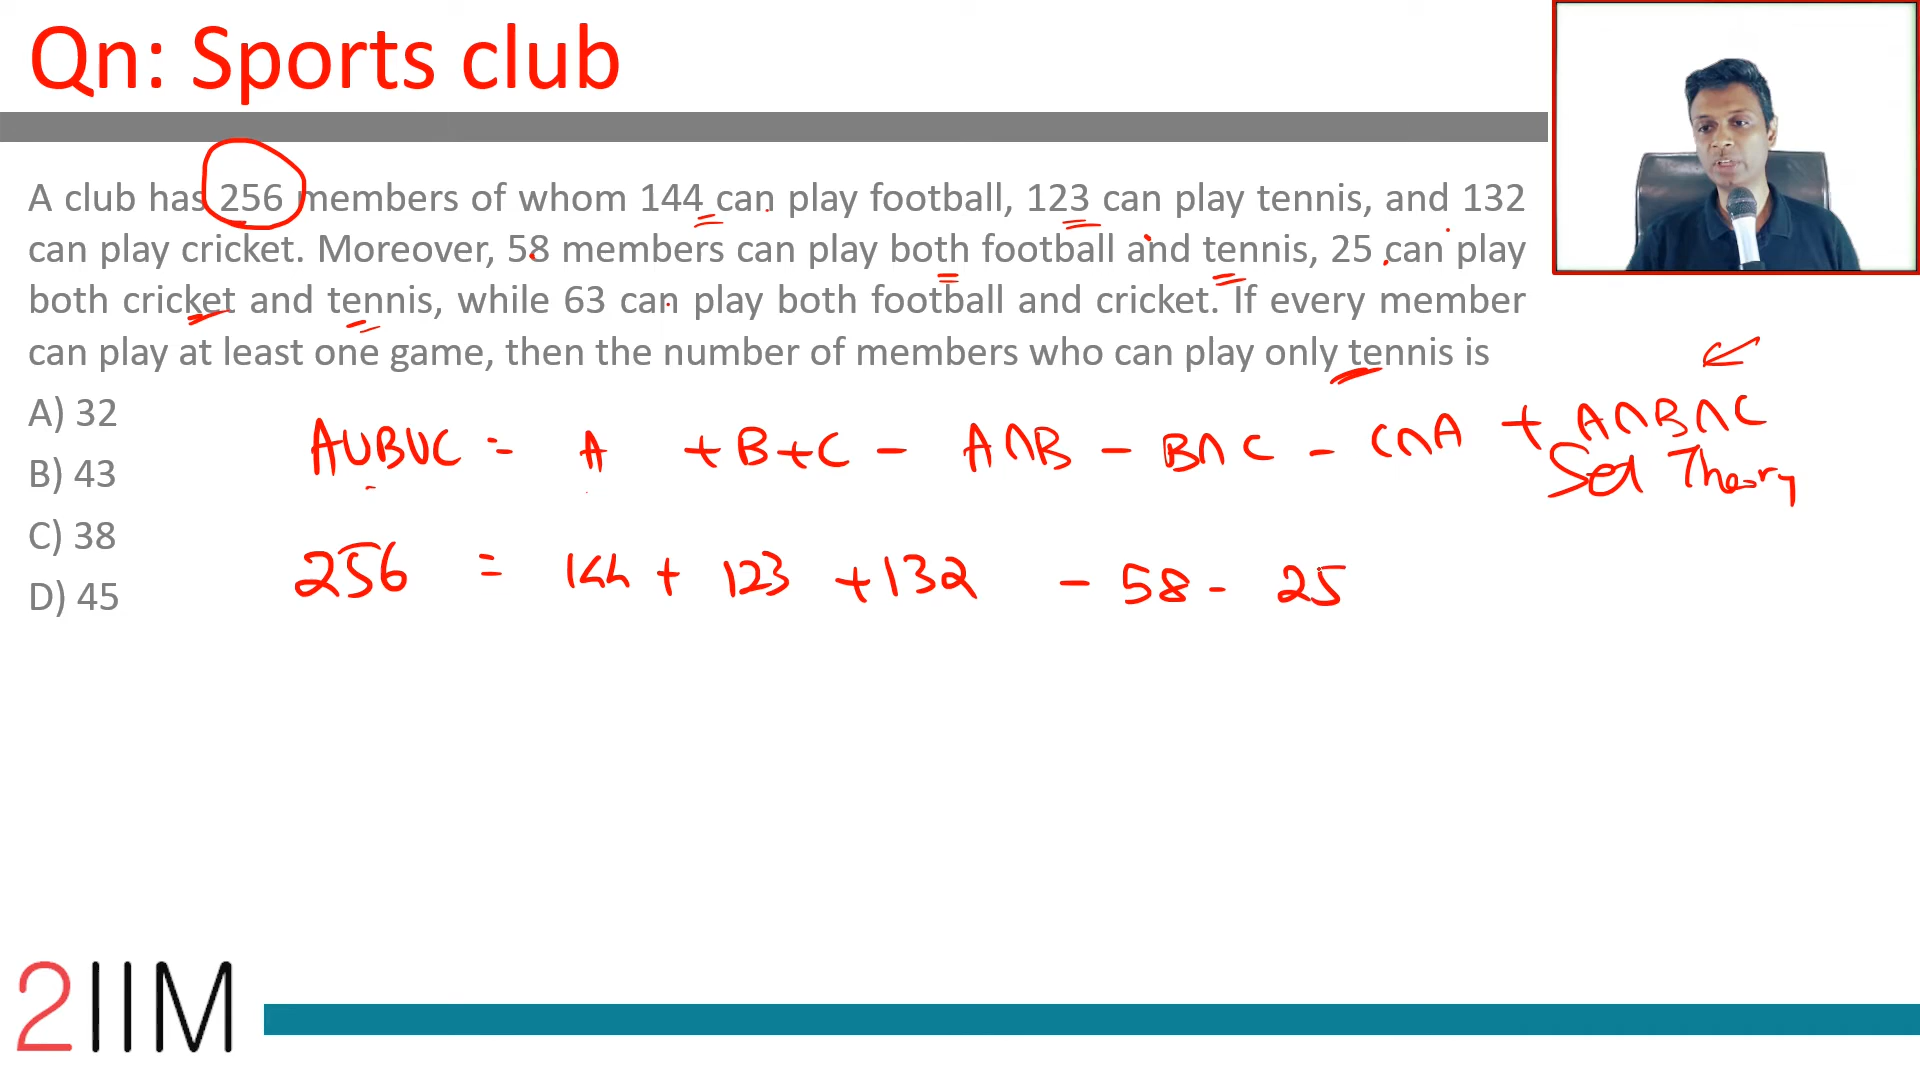 Qn: Sports club
A club has 256 members of whom 144 can play football, 123 can play tennis, and 132
can play cricket. Moreover, 58 members can play both football and tennis, 25 can play
both cricket and tennis, while 63 can play both football and cricket. If every member
can play at least one game, then the number of members who can play only tennis is
A) 32
B) 43
C) 38
D) 45
A∪B∪C = A + B + C - A∩B - B∩C - C∩A + A∩B∩C
Set Theory
256 = 144 + 123 + 132 - 58 - 25
2IIM